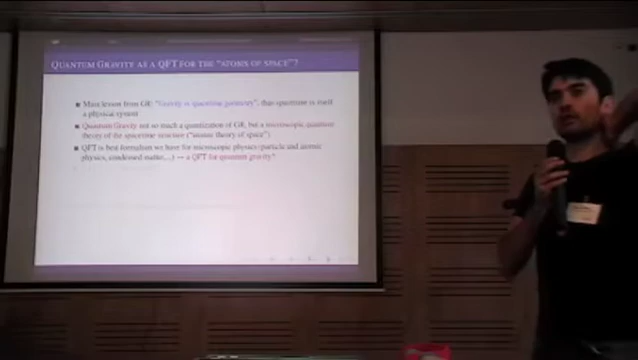 QUANTUM GRAVITY AS A QFT FOR THE "ATOMS OF SPACE"?
Main lesson from GR: "Gravity is spacetime geometry", thus spacetime is itself
a physical system
Quantum Gravity not so much a quantization of GR, but a microscopic quantum
theory of the spacetime structure ("atomic theory of space")
QFT is best formalism we have for microscopic physics (particle and atomic
physics, condensed matter,...) → a QFT for quantum gravity?